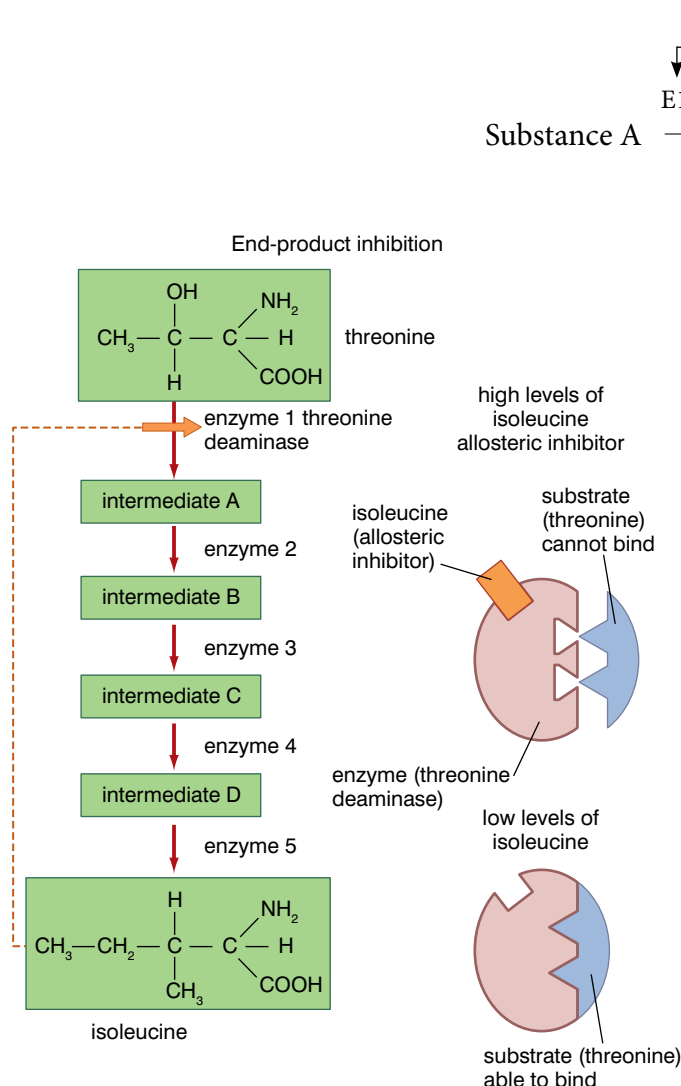 E1
Substance A
End-product inhibition
OH
NH₂
CH₃ — C — C — H
H
COOH
threonine
enzyme 1 threonine
deaminase
intermediate A
enzyme 2
intermediate B
enzyme 3
intermediate C
enzyme 4
intermediate D
enzyme 5
H
NH₂
CH₃—CH₂— C — C — H
CH₃
COOH
isoleucine
high levels of
isoleucine
allosteric inhibitor
isoleucine
(allosteric
inhibitor)
substrate
(threonine)
cannot bind
enzyme (threonine
deaminase)
low levels of
isoleucine
substrate (threonine)
able to bind